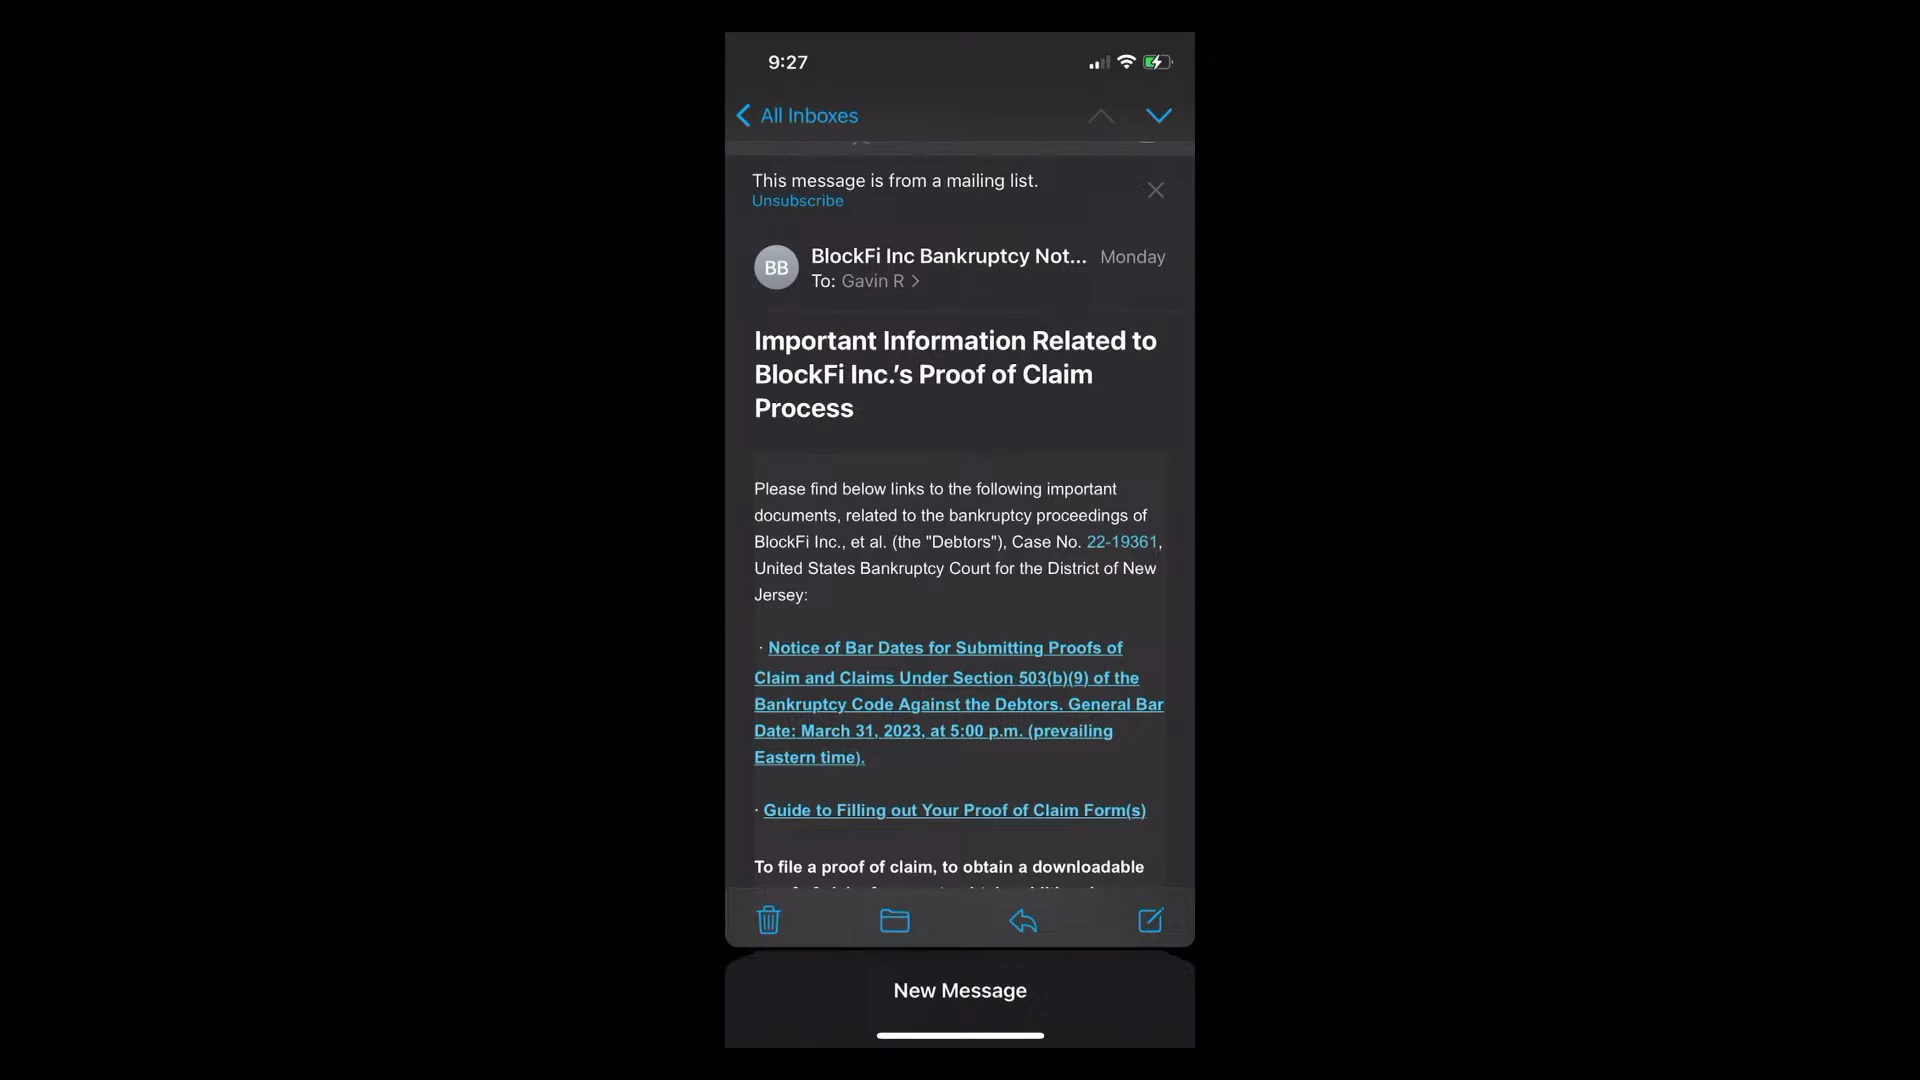 9:27
All Inboxes
This message is from a mailing list.
Unsubscribe
BB
BlockFi Inc Bankruptcy Not... Monday
To: Gavin R
Important Information Related to
BlockFi Inc.'s Proof of Claim
Process
Please find below links to the following important
documents, related to the bankruptcy proceedings of
BlockFi Inc., et al. (the "Debtors"), Case No. 22-19361,
United States Bankruptcy Court for the District of New
Jersey:
· Notice of Bar Dates for Submitting Proofs of
Claim and Claims Under Section 503(b)(9) of the
Bankruptcy Code Against the Debtors. General Bar
Date: March 31, 2023, at 5:00 p.m. (prevailing
Eastern time).
· Guide to Filling out Your Proof of Claim Form(s)
To file a proof of claim, to obtain a downloadable
New Message